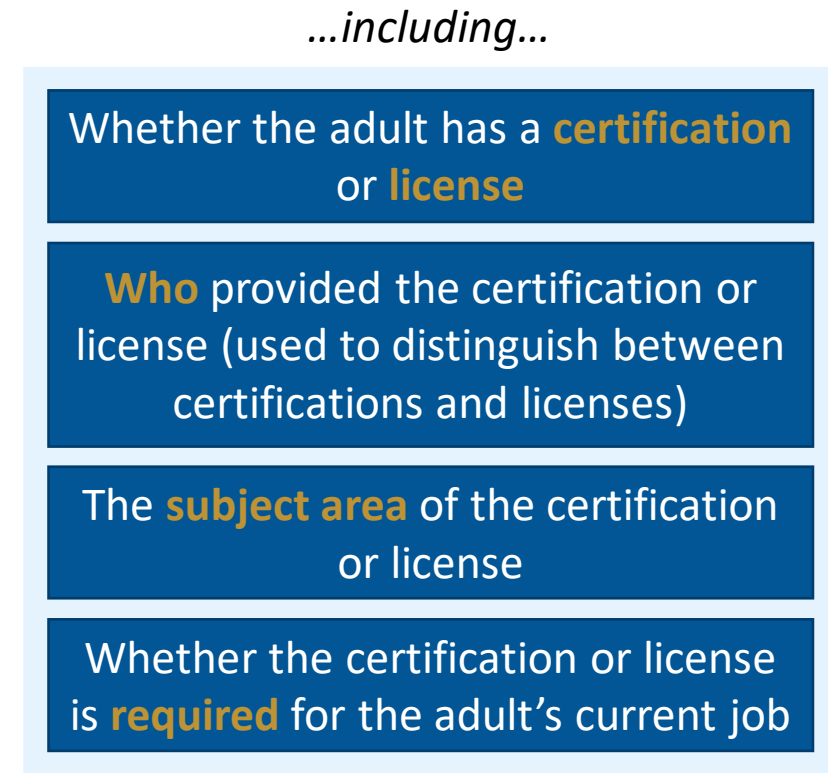 …including…
Whether the adult has a certification
or license
Who provided the certification or
license (used to distinguish between
certifications and licenses)
The subject area of the certification
or license
Whether the certification or license
is required for the adult’s current job